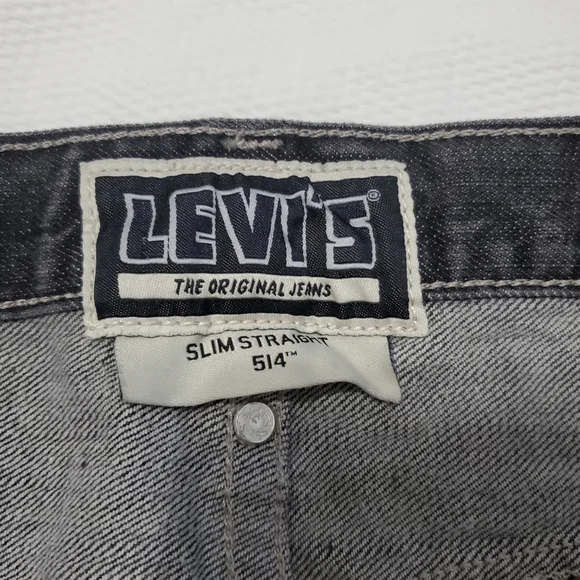 LEVI'S®
THE ORIGINAL JEANS
SLIM STRAIGHT
514™